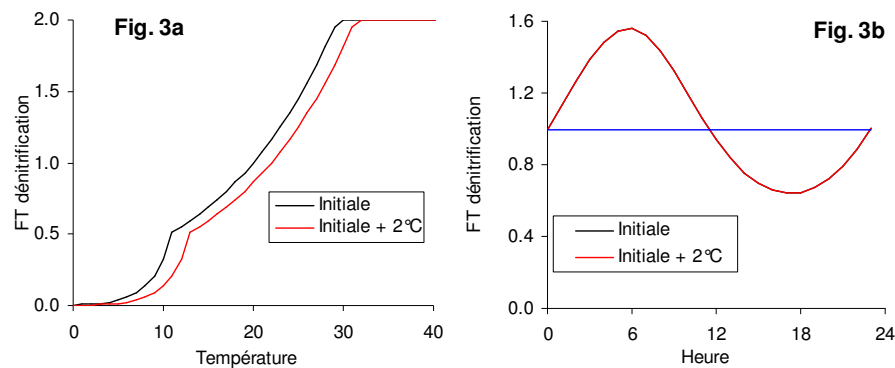 Fig. 3a
2.0
1.5
1.0
0.5
0.0
FT dénitrification
0
10
20
30
40
Température
Initiale
Initiale + 2°C
Fig. 3b
1.6
1.2
0.8
0.4
0.0
FT dénitrification
0
6
12
18
24
Heure
Initiale
Initiale + 2°C